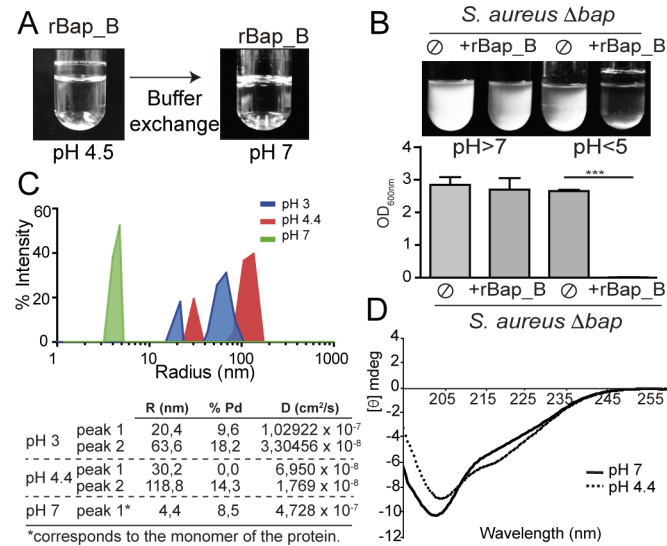 A
rBap_B
rBap_B
Buffer
exchange
pH 4.5
pH 7
B
S. aureus Δbap
∅ +rBap_B ∅ +rBap_B
pH>7 pH<5
***
OD600nm
3
2
1
0
∅ +rBap_B ∅ +rBap_B
S. aureus Δbap
C
pH 3
pH 4.4
pH 7
% Intensity
60
40
20
0
1 10 100 1000
Radius (nm)
R (nm) % Pd D (cm²/s)
pH 3 peak 1 20,4 9,6 1,02922 x 10⁻⁷
peak 2 63,6 18,2 3,30456 x 10⁻⁸
pH 4.4 peak 1 30,2 0,0 6,950 x 10⁻⁸
peak 2 118,8 14,3 1,769 x 10⁻⁸
pH 7 peak 1* 4,4 8,5 4,728 x 10⁻⁷
*corresponds to the monomer of the protein.
D
[θ] mdeg
4
2
0
-2
-4
-6
-8
-10
-12
205 215 225 235 245 255 260
pH 7
pH 4.4
Wavelength (nm)